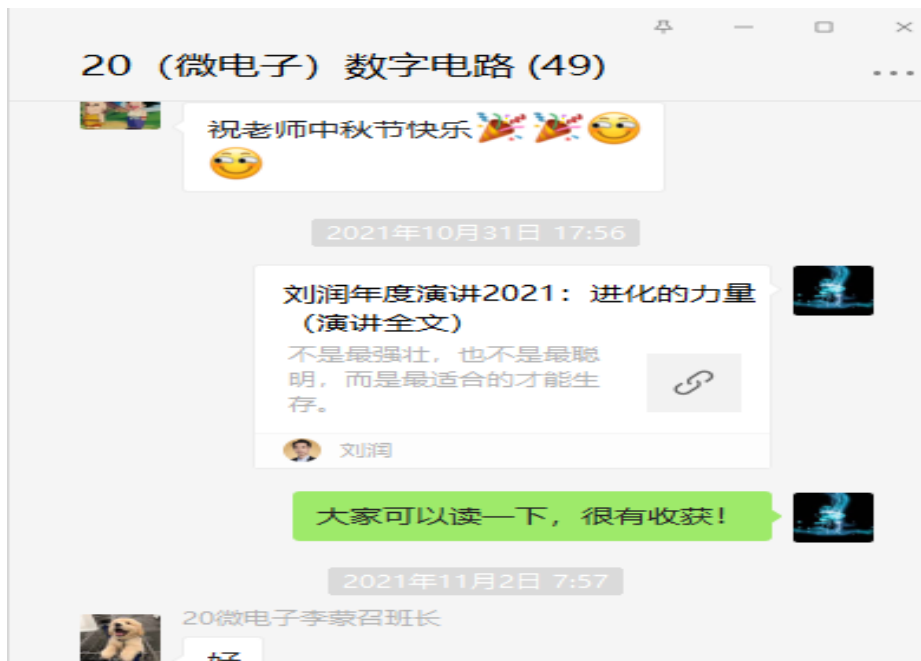 20（微电子）数字电路 (49)
祝老师中秋节快乐
2021年10月31日 17:56
刘润年度演讲2021：进化的力量
（演讲全文）
不是最强壮，也不是最聪
明，而是最适合的才能生
存。
刘润
大家可以读一下，很有收获！
2021年11月2日 7:57
20微电子李蒙召班长
好